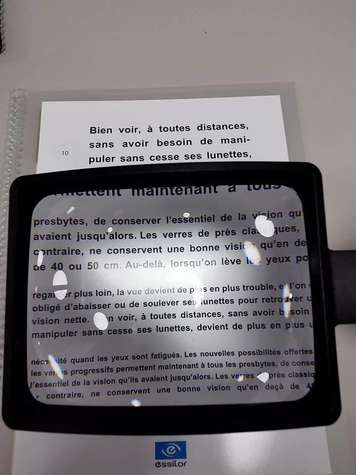 Bien voir, à toutes distances,
sans avoir besoin de mani-
10
puler sans cesse ses lunettes,
permettent maintenant à tous
presbytes, de conserver l'essentiel de la vision qu
avaient jusqu'alors. Les verres de près classiques,
contraire, ne conservent une bonne vision qu'en de
de 40 ou 50 cm. Au-delà, lorsqu'on lève les yeux po
regarder plus loin, la vue devient de plus en plus trouble, et l'on
obligé d'abaisser ou de soulever ses lunettes pour retrouver u
vision nette. Bien voir, à toutes distances, sans avoir besoin
manipuler sans cesse ses lunettes, devient de plus en plus u
nécessité quand les yeux sont fatigués. Les nouvelles possibilités offertes
les verres progressifs permettent maintenant à tous les presbytes, de conse
l'essentiel de la vision qu'ils avaient jusqu'alors. Les verres de près classiq
contraire, ne conservent une bonne vision qu'en deçà de 4
essilor